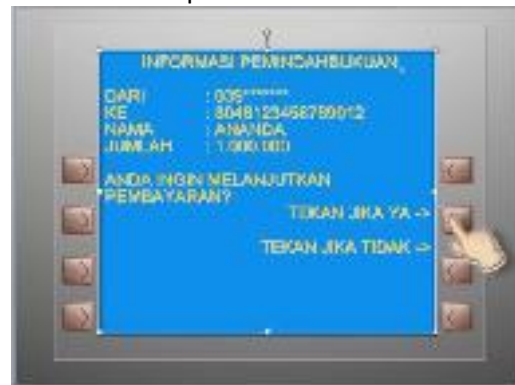 INFORMASI PEMINDAHBUKUAN
DARI : 035*******
KE : 8048123456789012
NAMA : ANANDA
JUMLAH : 1.000.000
ANDA INGIN MELANJUTKAN
PEMBAYARAN?
TEKAN JIKA YA ->
TEKAN JIKA TIDAK ->